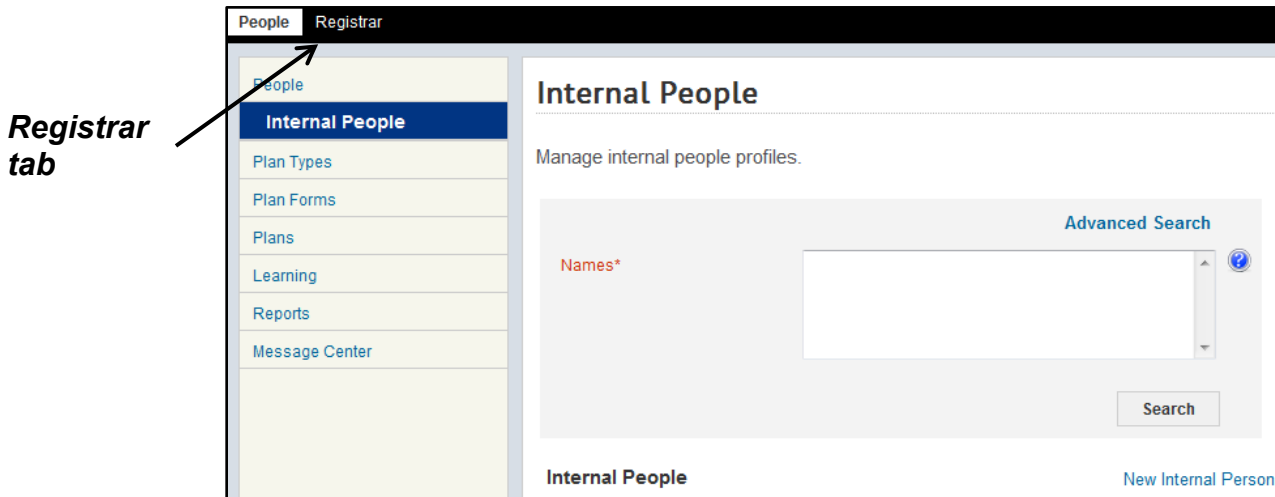 People Registrar
Registrar
tab
People
Internal People
Plan Types
Plan Forms
Plans
Learning
Reports
Message Center
Internal People
Manage internal people profiles.
Advanced Search
Names*
?
Search
Internal People New Internal Person